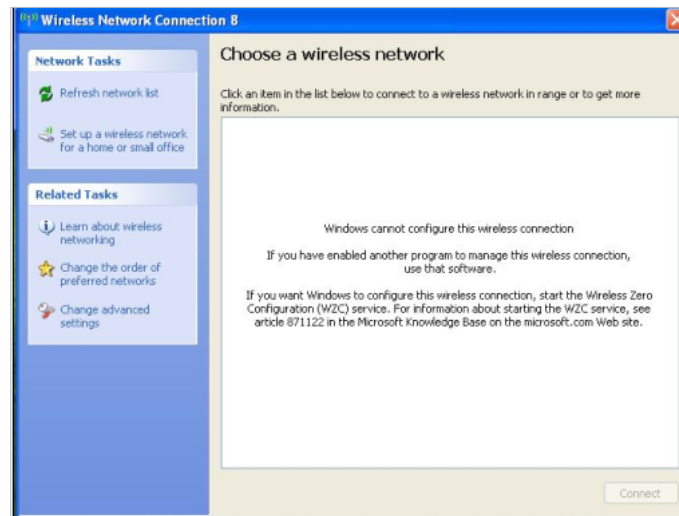 Wireless Network Connection 8
Network Tasks
Refresh network list
Set up a wireless network
for a home or small office
Related Tasks
Learn about wireless
networking
Change the order of
preferred networks
Change advanced
settings
Choose a wireless network
Click an item in the list below to connect to a wireless network in range or to get more
information.
Windows cannot configure this wireless connection
If you have enabled another program to manage this wireless connection,
use that software.
If you want Windows to configure this wireless connection, start the Wireless Zero
Configuration (WZC) service. For information about starting the WZC service, see
article 871122 in the Microsoft Knowledge Base on the microsoft.com Web site.
Connect